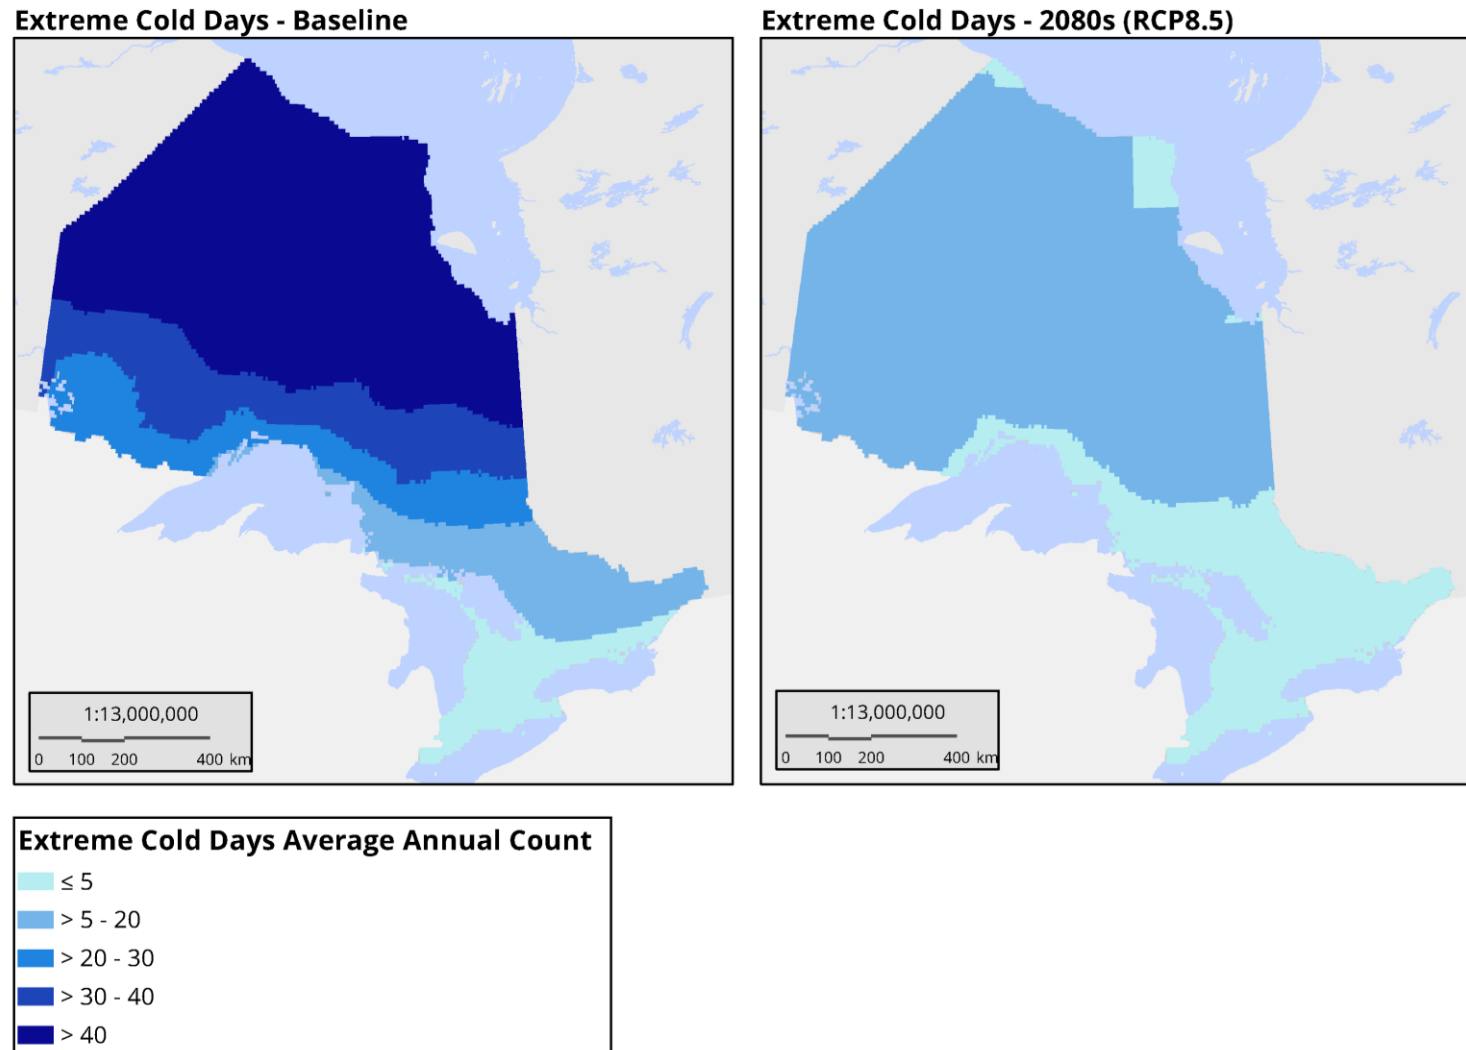 Extreme Cold Days - Baseline
Extreme Cold Days - 2080s (RCP8.5)
1:13,000,000
0 100 200 400 km
1:13,000,000
0 100 200 400 km
Extreme Cold Days Average Annual Count
≤ 5
> 5 - 20
> 20 - 30
> 30 - 40
> 40